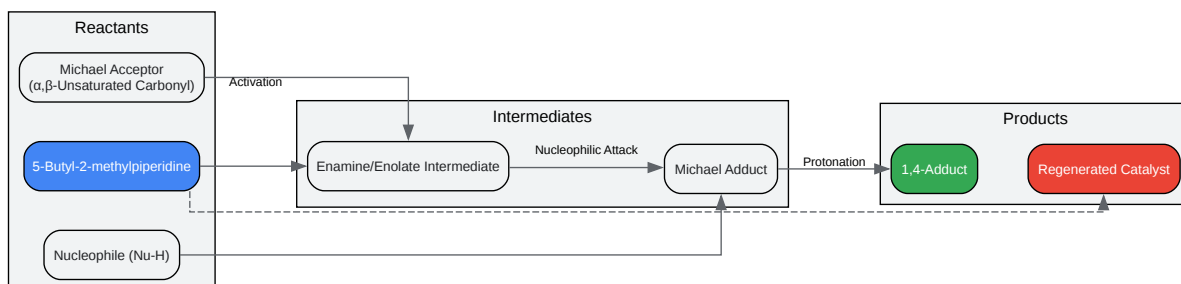 Reactants
Michael Acceptor
(α,β-Unsaturated Carbonyl)
Activation
5-Butyl-2-methylpiperidine
Nucleophile (Nu-H)
Intermediates
Enamine/Enolate Intermediate
Nucleophilic Attack
Michael Adduct
Protonation
Products
1,4-Adduct
Regenerated Catalyst